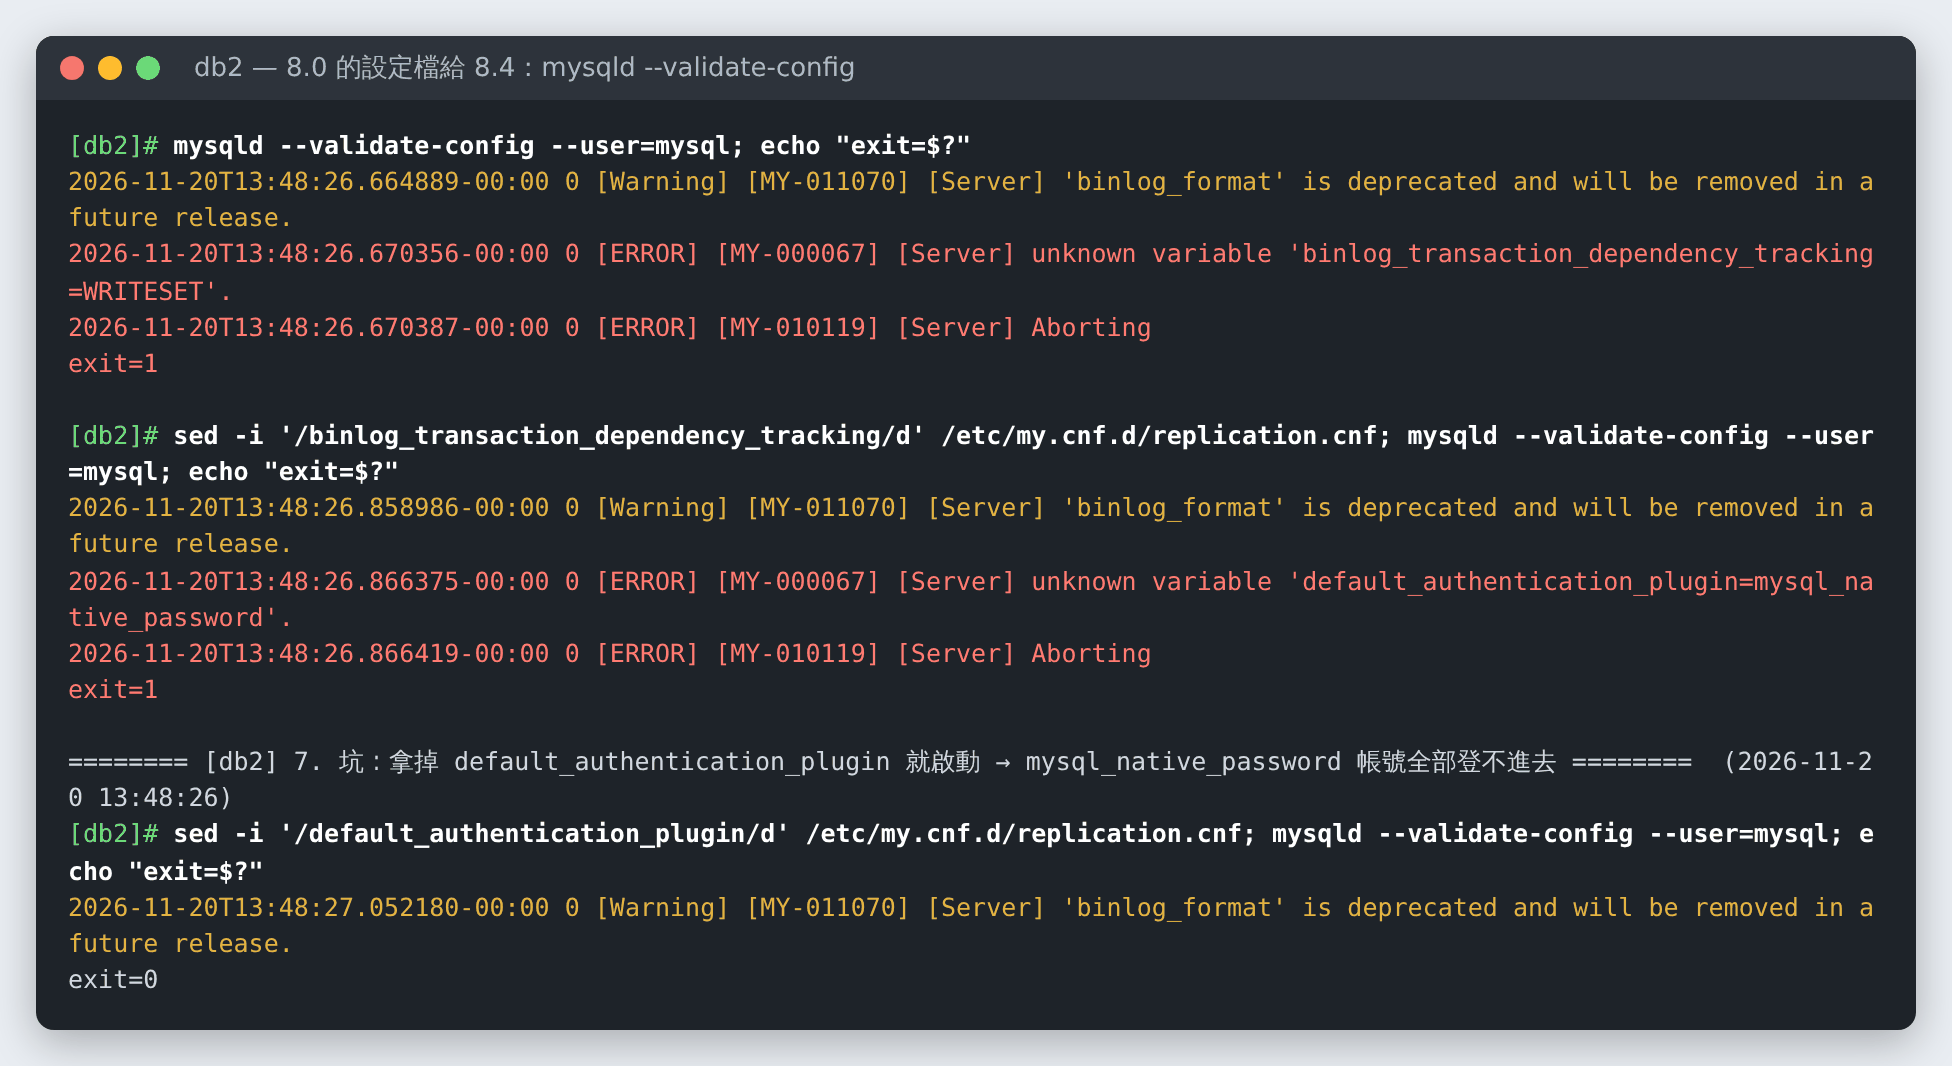 db2 — 8.0 的設定檔給 8.4：mysqld --validate-config
[db2]# mysqld --validate-config --user=mysql; echo "exit=$?"
2026-11-20T13:48:26.664889-00:00 0 [Warning] [MY-011070] [Server] 'binlog_format' is deprecated and will be removed in a
future release.
2026-11-20T13:48:26.670356-00:00 0 [ERROR] [MY-000067] [Server] unknown variable 'binlog_transaction_dependency_tracking
=WRITESET'.
2026-11-20T13:48:26.670387-00:00 0 [ERROR] [MY-010119] [Server] Aborting
exit=1
[db2]# sed -i '/binlog_transaction_dependency_tracking/d' /etc/my.cnf.d/replication.cnf; mysqld --validate-config --user
=mysql; echo "exit=$?"
2026-11-20T13:48:26.858986-00:00 0 [Warning] [MY-011070] [Server] 'binlog_format' is deprecated and will be removed in a
future release.
2026-11-20T13:48:26.866375-00:00 0 [ERROR] [MY-000067] [Server] unknown variable 'default_authentication_plugin=mysql_na
tive_password'.
2026-11-20T13:48:26.866419-00:00 0 [ERROR] [MY-010119] [Server] Aborting
exit=1
======== [db2] 7. 坑：拿掉 default_authentication_plugin 就啟動 → mysql_native_password 帳號全部登不進去 ========  (2026-11-2
0 13:48:26)
[db2]# sed -i '/default_authentication_plugin/d' /etc/my.cnf.d/replication.cnf; mysqld --validate-config --user=mysql; e
cho "exit=$?"
2026-11-20T13:48:27.052180-00:00 0 [Warning] [MY-011070] [Server] 'binlog_format' is deprecated and will be removed in a
future release.
exit=0